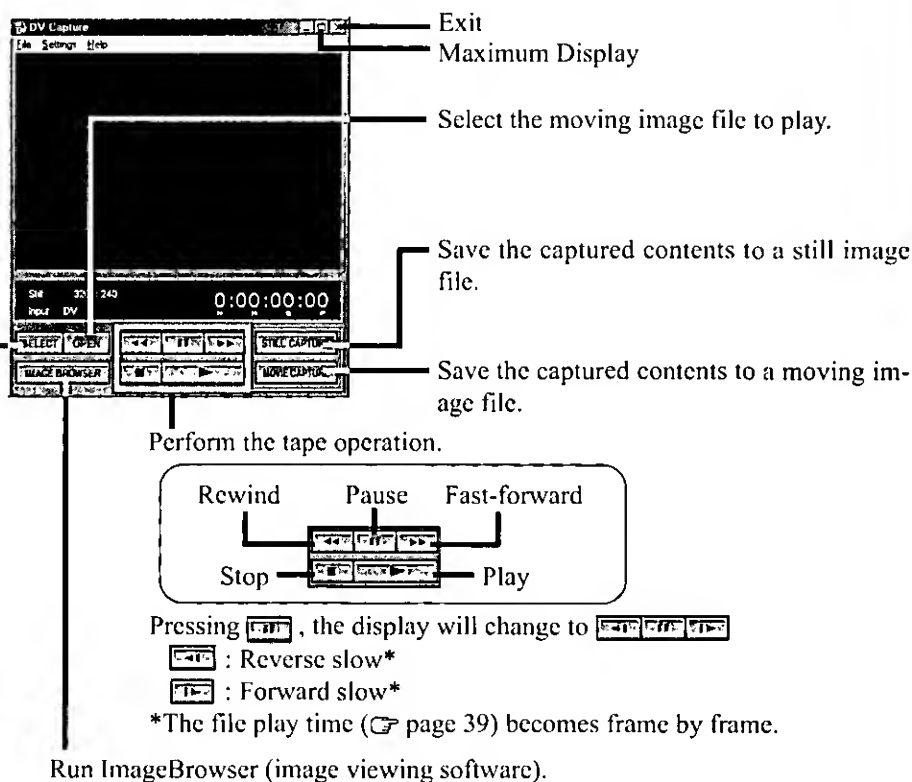 DV Capture
File Settings Help
Exit
Maximum Display
Select the moving image file to play.
Save the captured contents to a still image
file.
Still 240
Input DV
0:00:00:00
SELECT OPEN
STILL CAPTURE
IMAGE BROWSER
Save the captured contents to a moving im-
age file.
Perform the tape operation.
Rewind Pause Fast-forward
Stop Play
Pressing , the display will change to
: Reverse slow*
: Forward slow*
*The file play time (☞ page 39) becomes frame by frame.
Run ImageBrowser (image viewing software).